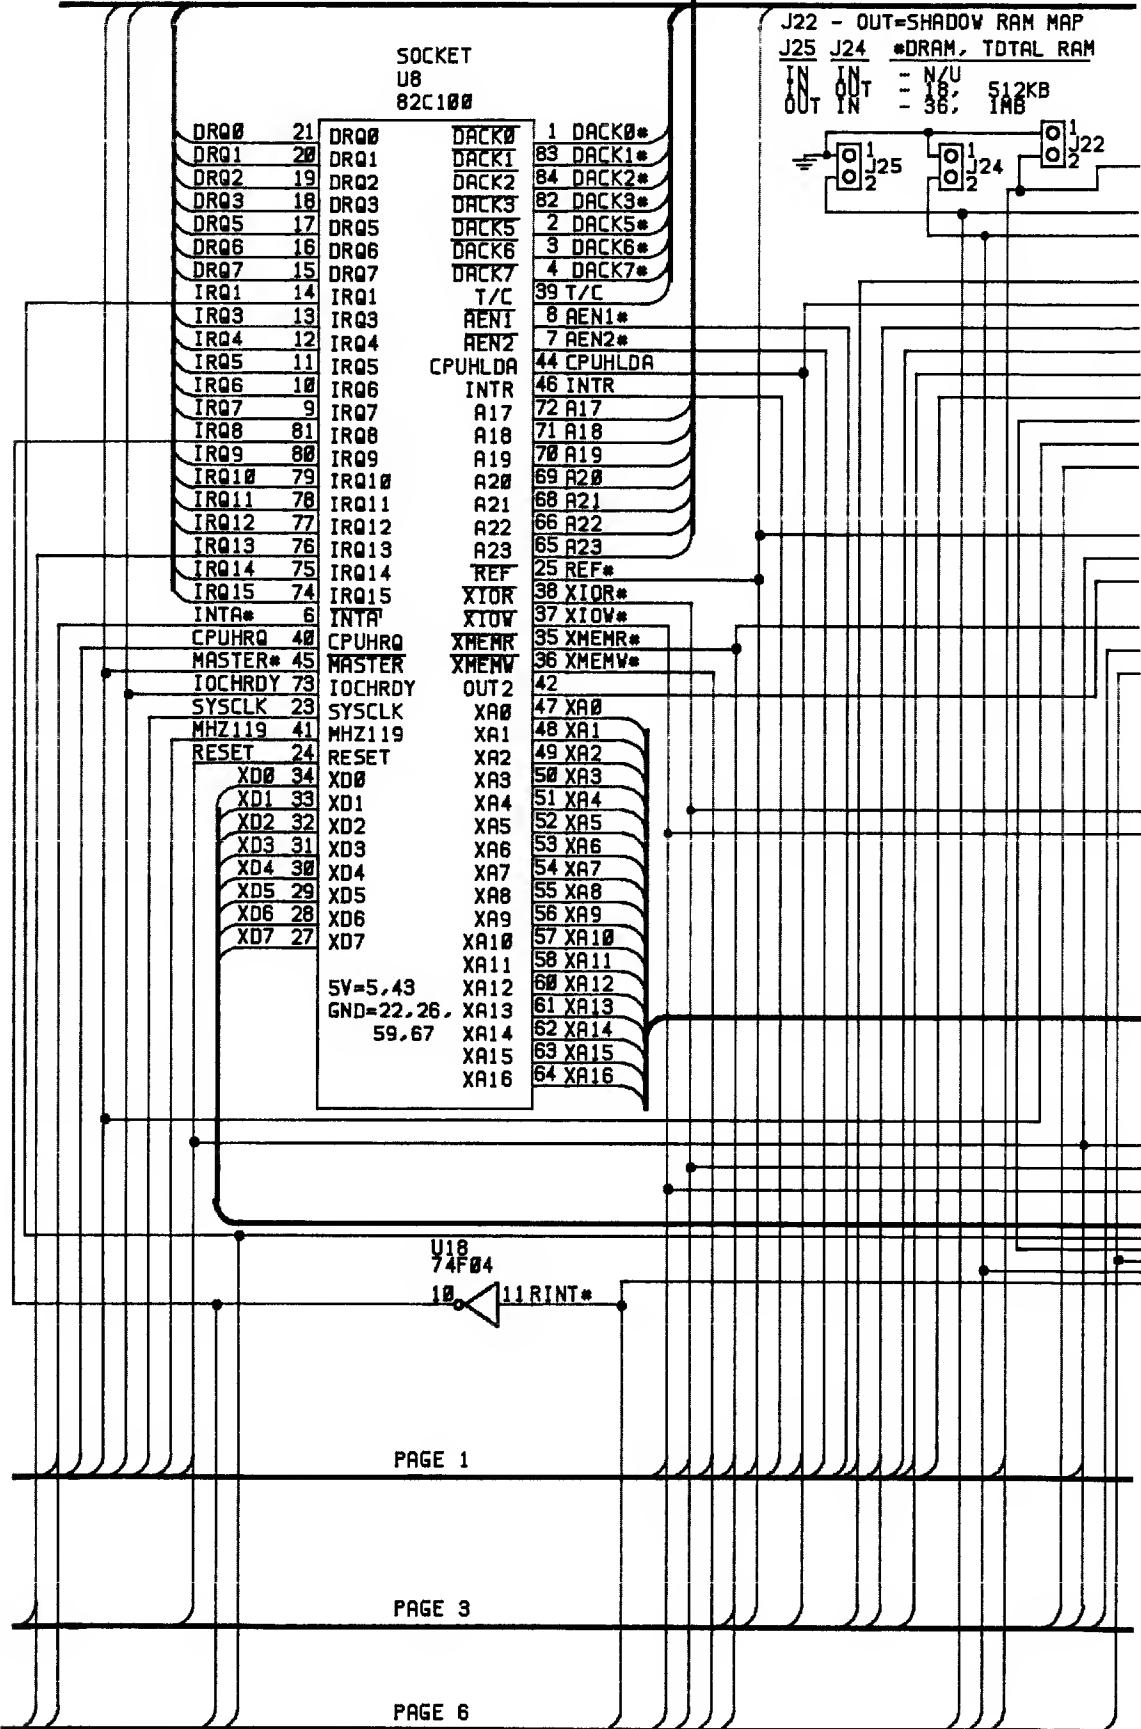 J22 - OUT=SHADOW RAM MAP
J25 J24 *DRAM, TOTAL RAM
IN IN - N/U
IN OUT - 18, 512KB
OUT IN - 36, 1MB
1
2
J25
1
2
J24
1
2
J22
SOCKET
U8
82C100
DRQ0 21 DRQ0 DACK0 1 DACK0*
DRQ1 20 DRQ1 DACK1 83 DACK1*
DRQ2 19 DRQ2 DACK2 84 DACK2*
DRQ3 18 DRQ3 DACK3 82 DACK3*
DRQ5 17 DRQ5 DACK5 2 DACK5*
DRQ6 16 DRQ6 DACK6 3 DACK6*
DRQ7 15 DRQ7 DACK7 4 DACK7*
IRQ1 14 IRQ1 T/C 39 T/C
IRQ3 13 IRQ3 AEN1 8 AEN1*
IRQ4 12 IRQ4 AEN2 7 AEN2*
IRQ5 11 IRQ5 CPUHLDA 44 CPUHLDA
IRQ6 10 IRQ6 INTR 46 INTR
IRQ7 9 IRQ7 A17 72 A17
IRQ8 81 IRQ8 A18 71 A18
IRQ9 80 IRQ9 A19 70 A19
IRQ10 79 IRQ10 A20 69 A20
IRQ11 78 IRQ11 A21 68 A21
IRQ12 77 IRQ12 A22 66 A22
IRQ13 76 IRQ13 A23 65 A23
IRQ14 75 IRQ14 REF 25 REF*
IRQ15 74 IRQ15 XIOR 38 XIOR*
INTA* 6 INTA XIOW 37 XIOW*
CPUHRQ 40 CPUHRQ XMEMR 35 XMEMR*
MASTER* 45 MASTER XMEMW 36 XMEMW*
IOCHRDY 73 IOCHRDY OUT2 42
SYSCLK 23 SYSCLK XA0 47 XA0
MHZ119 41 MHZ119 XA1 48 XA1
RESET 24 RESET XA2 49 XA2
XD0 34 XD0 XA3 50 XA3
XD1 33 XD1 XA4 51 XA4
XD2 32 XD2 XA5 52 XA5
XD3 31 XD3 XA6 53 XA6
XD4 30 XD4 XA7 54 XA7
XD5 29 XD5 XA8 55 XA8
XD6 28 XD6 XA9 56 XA9
XD7 27 XD7 XA10 57 XA10
XA11 58 XA11
5V=5,43 XA12 60 XA12
GND=22,26, XA13 61 XA13
59,67 XA14 62 XA14
XA15 63 XA15
XA16 64 XA16
U18
74F04
10 11 RINT*
PAGE 1
PAGE 3
PAGE 6